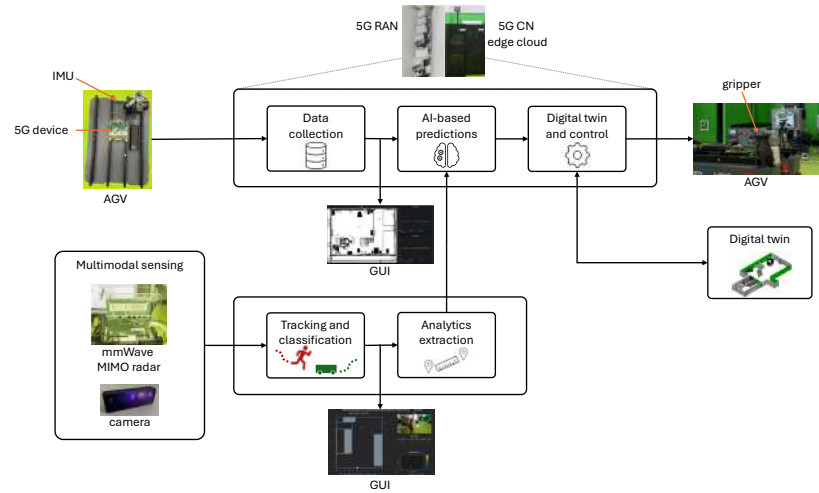 5G RAN
5G CN
edge cloud
IMU
5G device
AGV
Data
collection
AI-based
predictions
Digital twin
and control
gripper
AGV
GUI
Digital twin
Multimodal sensing
mmWave
MIMO radar
camera
Tracking and
classification
Analytics
extraction
GUI